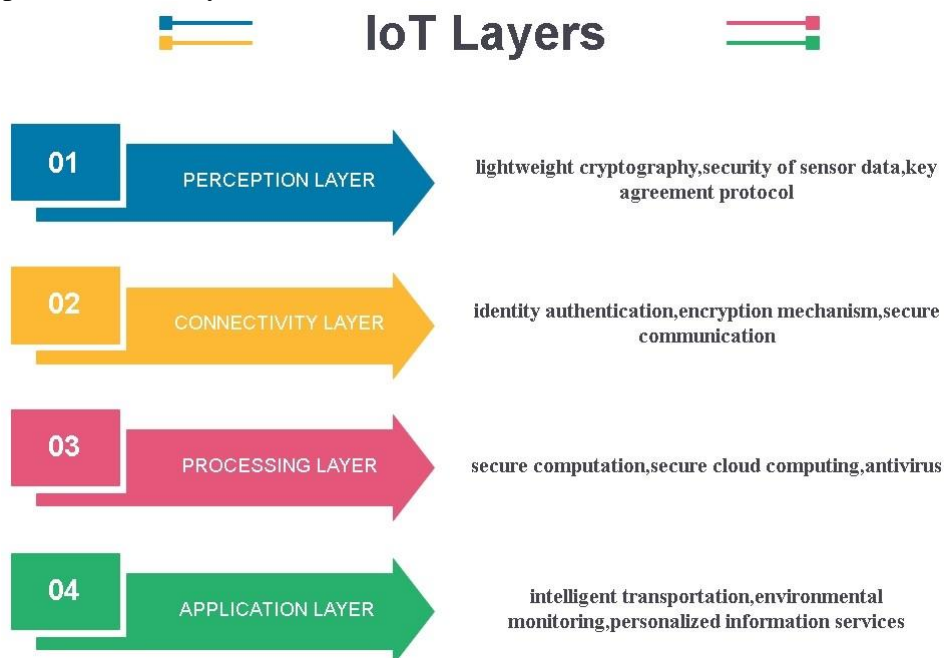 IoT Layers
01
PERCEPTION LAYER
lightweight cryptography,security of sensor data,key
agreement protocol
02
CONNECTIVITY LAYER
identity authentication,encryption mechanism,secure
communication
03
PROCESSING LAYER
secure computation,secure cloud computing,antivirus
04
APPLICATION LAYER
intelligent transportation,environmental
monitoring,personalized information services